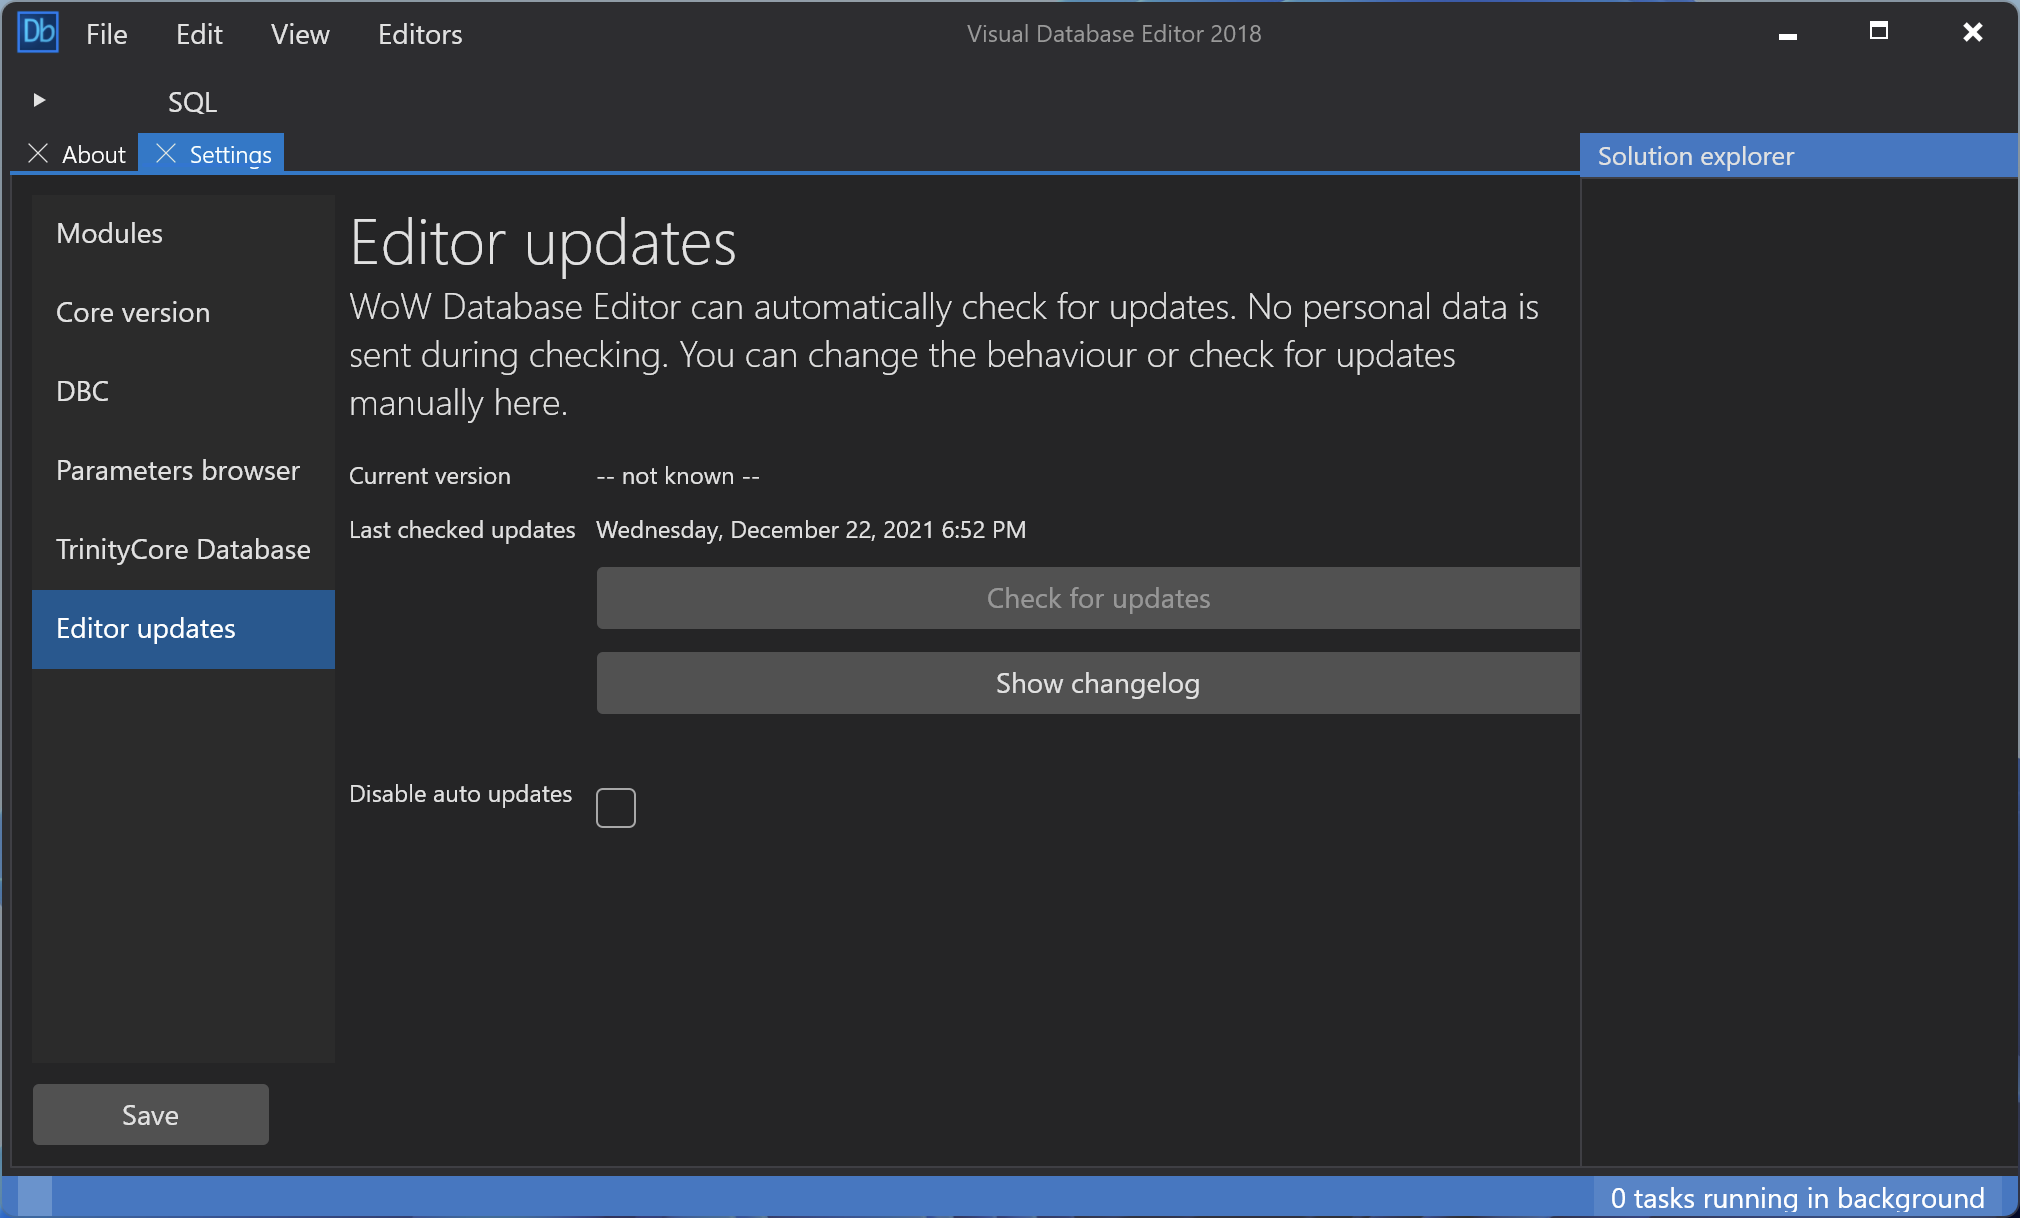 Db File Edit View Editors Visual Database Editor 2018
SQL
About Settings Solution explorer
Modules
Core version
DBC
Parameters browser
TrinityCore Database
Editor updates
Editor updates
WoW Database Editor can automatically check for updates. No personal data is
sent during checking. You can change the behaviour or check for updates
manually here.
Current version -- not known --
Last checked updates Wednesday, December 22, 2021 6:52 PM
Check for updates
Show changelog
Disable auto updates
Save
0 tasks running in background